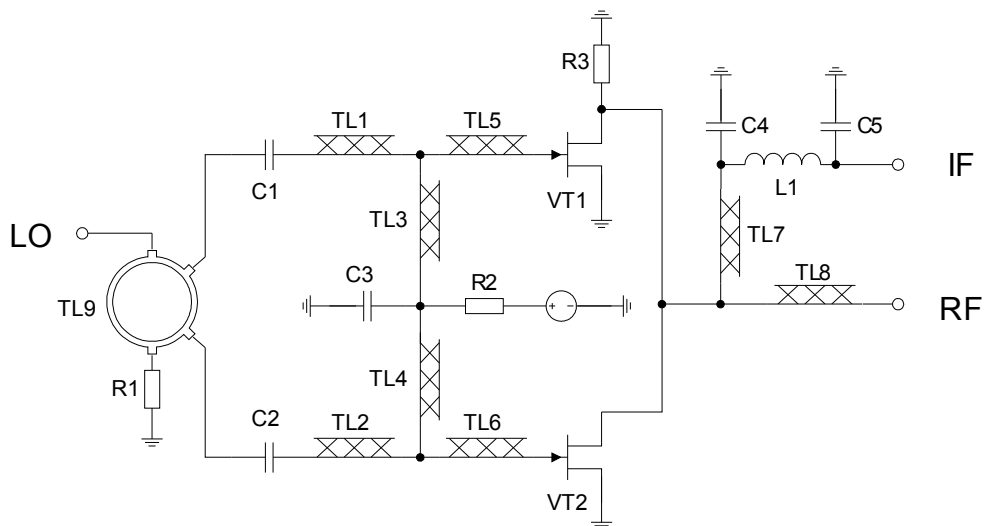 R3
TL1
TL5
C4
C5
C1
VT1
L1
IF
TL3
LO
TL7
C3
R2
TL8
TL9
+ -
RF
TL4
R1
C2
TL2
TL6
VT2